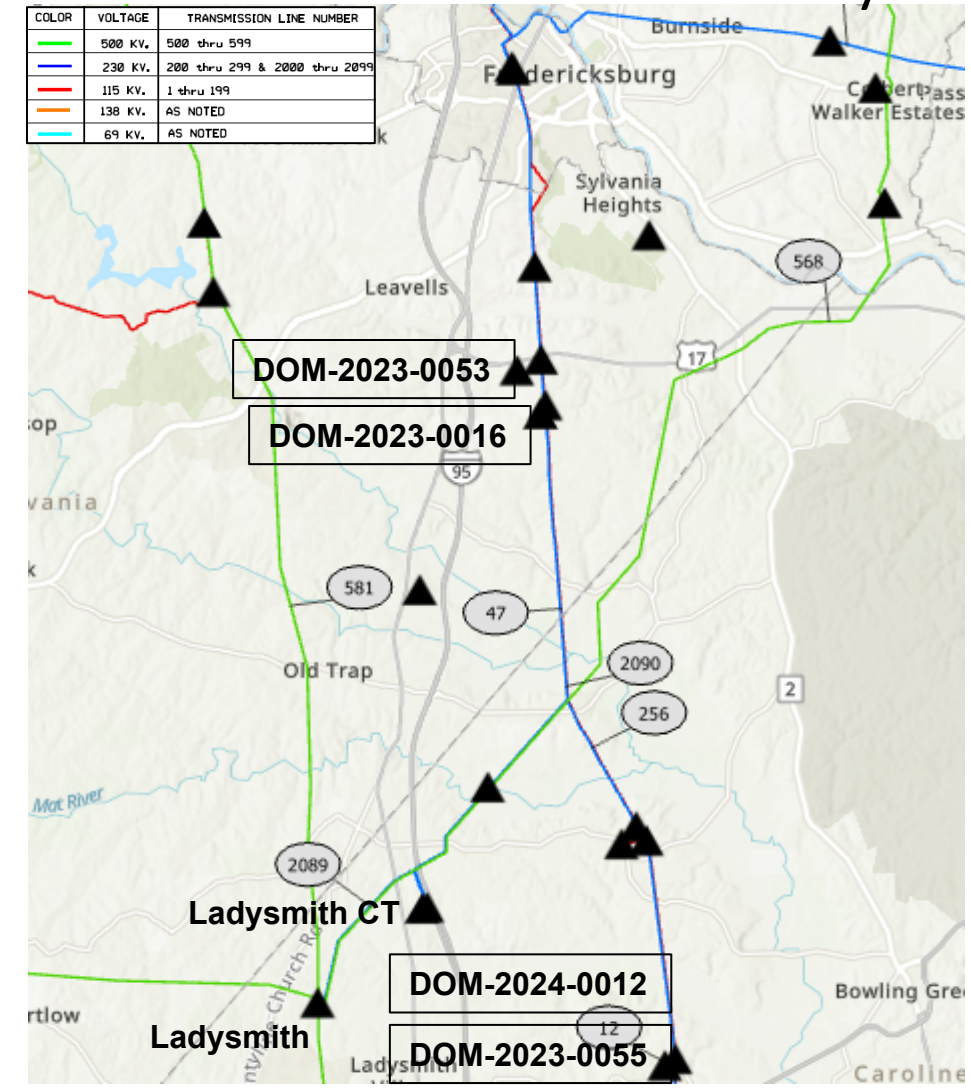 COLOR VOLTAGE TRANSMISSION LINE NUMBER
500 KV. 500 thru 599
230 KV. 200 thru 299 & 2000 thru 2099
115 KV. 1 thru 199
138 KV. AS NOTED
69 KV. AS NOTED
Burnside
Fredericksburg
Walker Estates
Sylvania
Heights
568
Leavells
17
DOM-2023-0053
DOM-2023-0016
95
vania
581
47
Old Trap
2090
256
2
Mat River
2089
Ladysmith CT
DOM-2024-0012
Bowling Gre
12
rtlow
Ladysmith
DOM-2023-0055
Ladysmith
Caroline